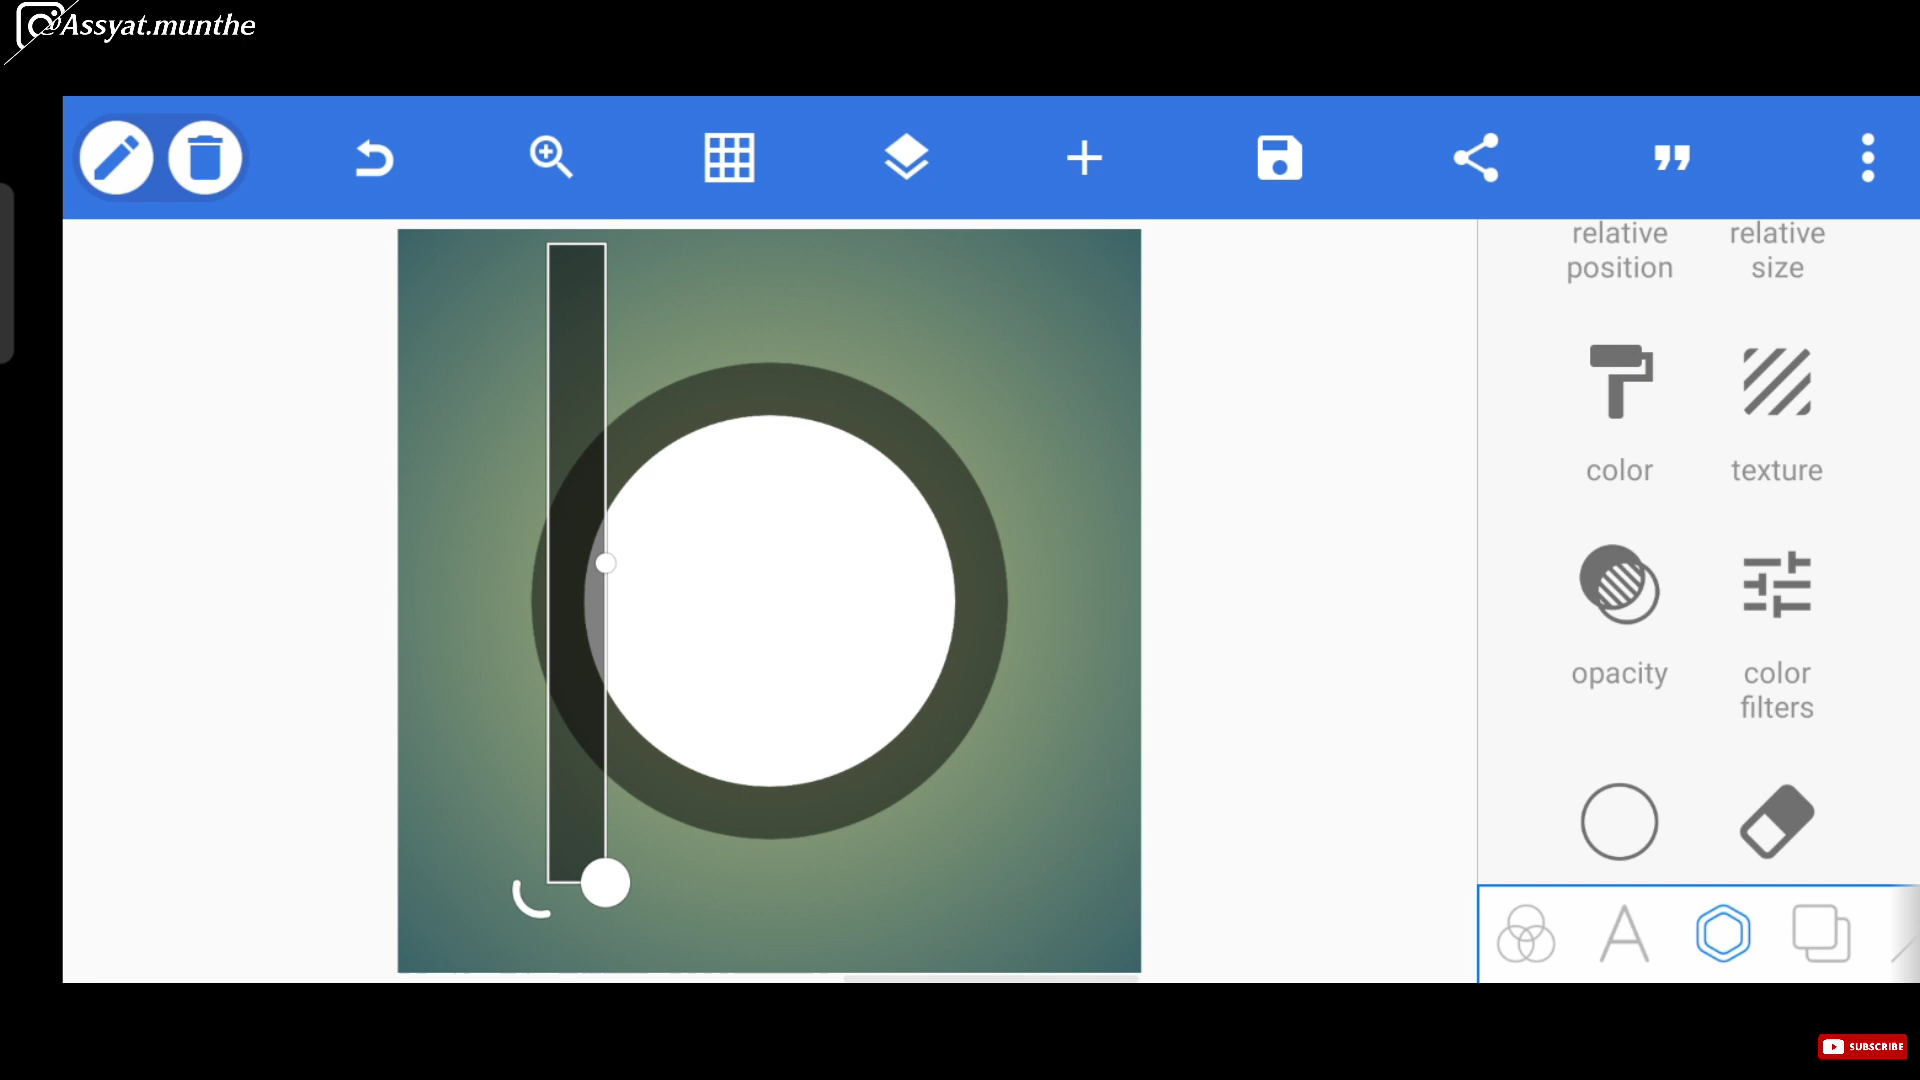 @Assyat.munthe
relative
position
relative
size
color
texture
opacity
color
filters
SUBSCRIBE